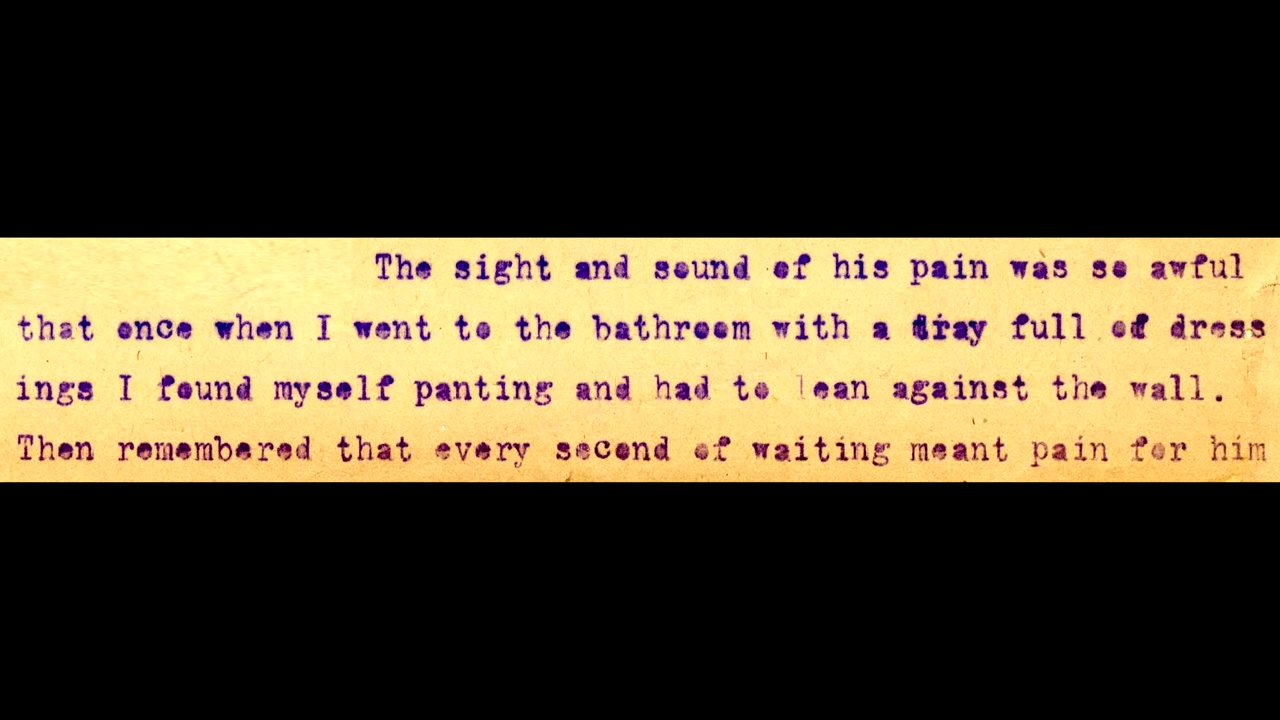 The sight and sound of his pain was so awful
that once when I went to the bathroom with a tray full of dress
ings I found myself panting and had to lean against the wall.
Then remembered that every second of waiting meant pain for him